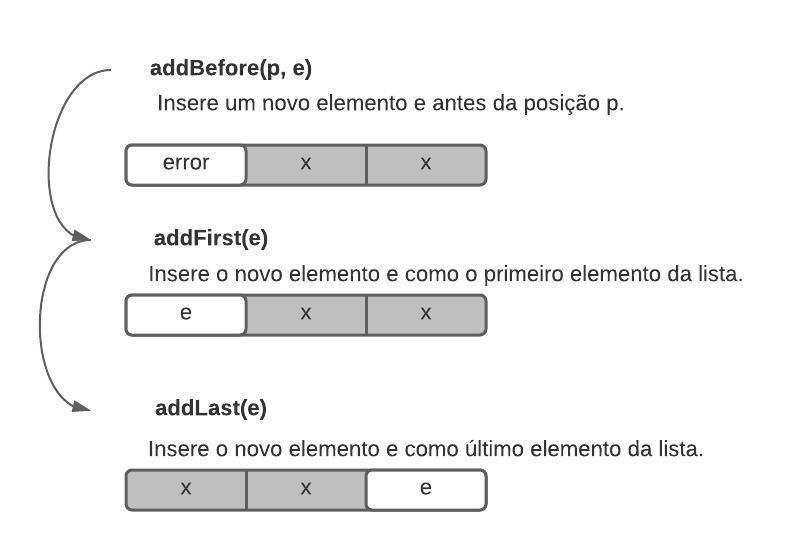 addBefore(p, e)
Insere um novo elemento e antes da posição p.
error x x
addFirst(e)
Insere o novo elemento e como o primeiro elemento da lista.
e x x
addLast(e)
Insere o novo elemento e como último elemento da lista.
x x e